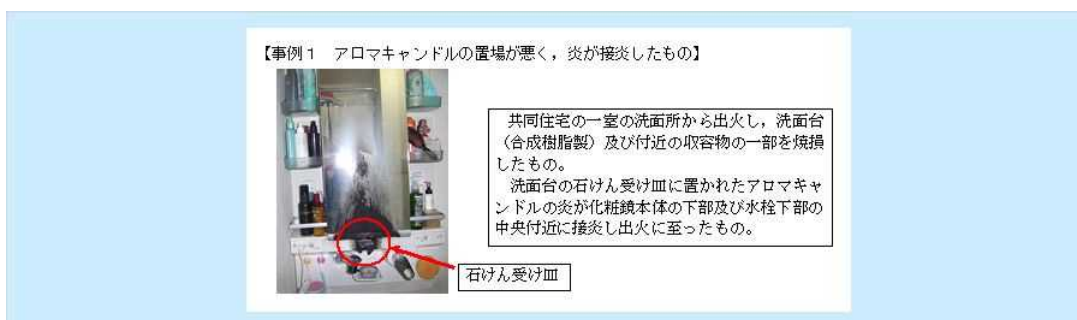 【事例1　アロマキャンドルの置場が悪く，炎が接炎したもの】
共同住宅の一室の洗面所から出火し，洗面台
（合成樹脂製）及び付近の収容物の一部を焼損
したもの。
洗面台の石けん受け皿に置かれたアロマキャ
ンドルの炎が化粧鏡本体の下部及び水栓下部の
中央付近に接炎し出火に至ったもの。
石けん受け皿